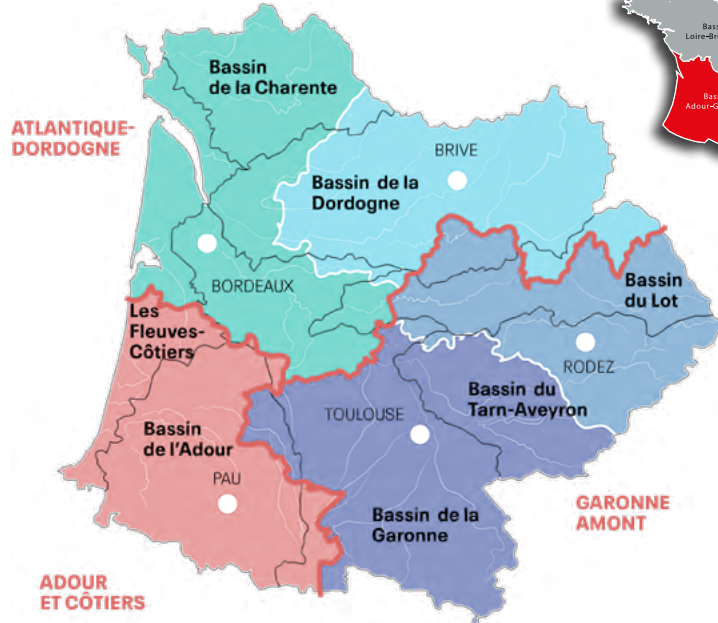 Bassin
de la Charente
ATLANTIQUE-
DORDOGNE
BRIVE
Bassin de la
Dordogne
BORDEAUX
Bassin
du Lot
Les
Fleuves-
Côtiers
RODEZ
Bassin du
Tarn-Aveyron
TOULOUSE
Bassin
de l'Adour
PAU
Bassin de la
Garonne
GARONNE
AMONT
ADOUR
ET CÔTIERS